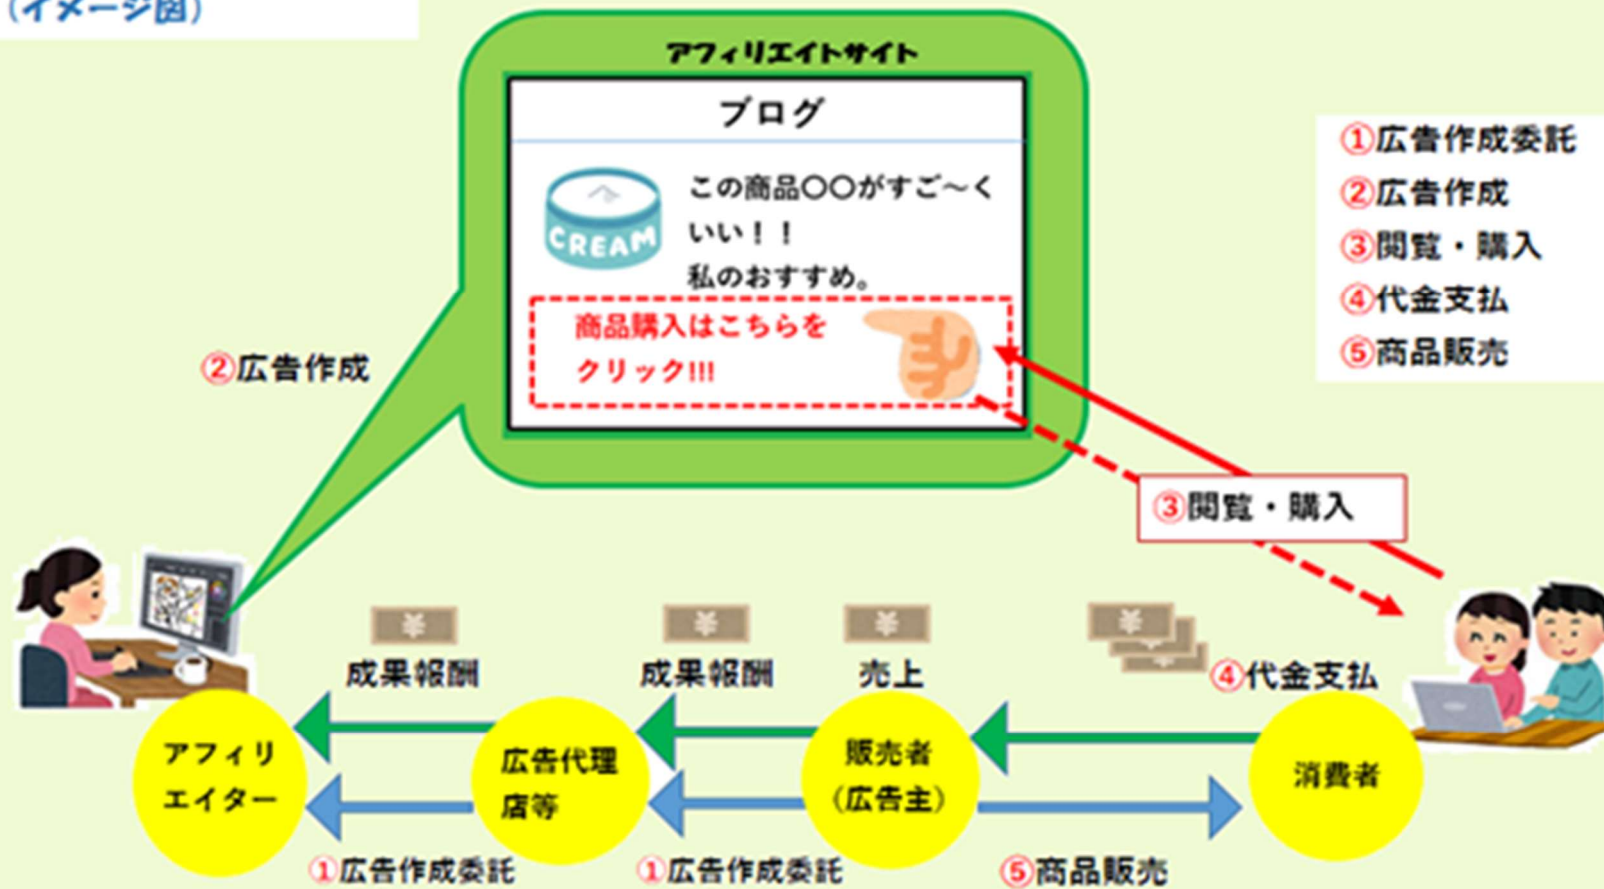 （イメージ図）
アフィリエイトサイト
ブログ
CREAM
この商品〇〇がすご～く
いい！！
私のおすすめ。
商品購入はこちらを
クリック!!!
①広告作成委託
②広告作成
③閲覧・購入
④代金支払
⑤商品販売
②広告作成
③閲覧・購入
¥
¥
¥
¥
¥
成果報酬
成果報酬
売上
④代金支払
アフィリ
エイター
広告代理
店等
販売者
（広告主）
消費者
①広告作成委託
①広告作成委託
⑤商品販売